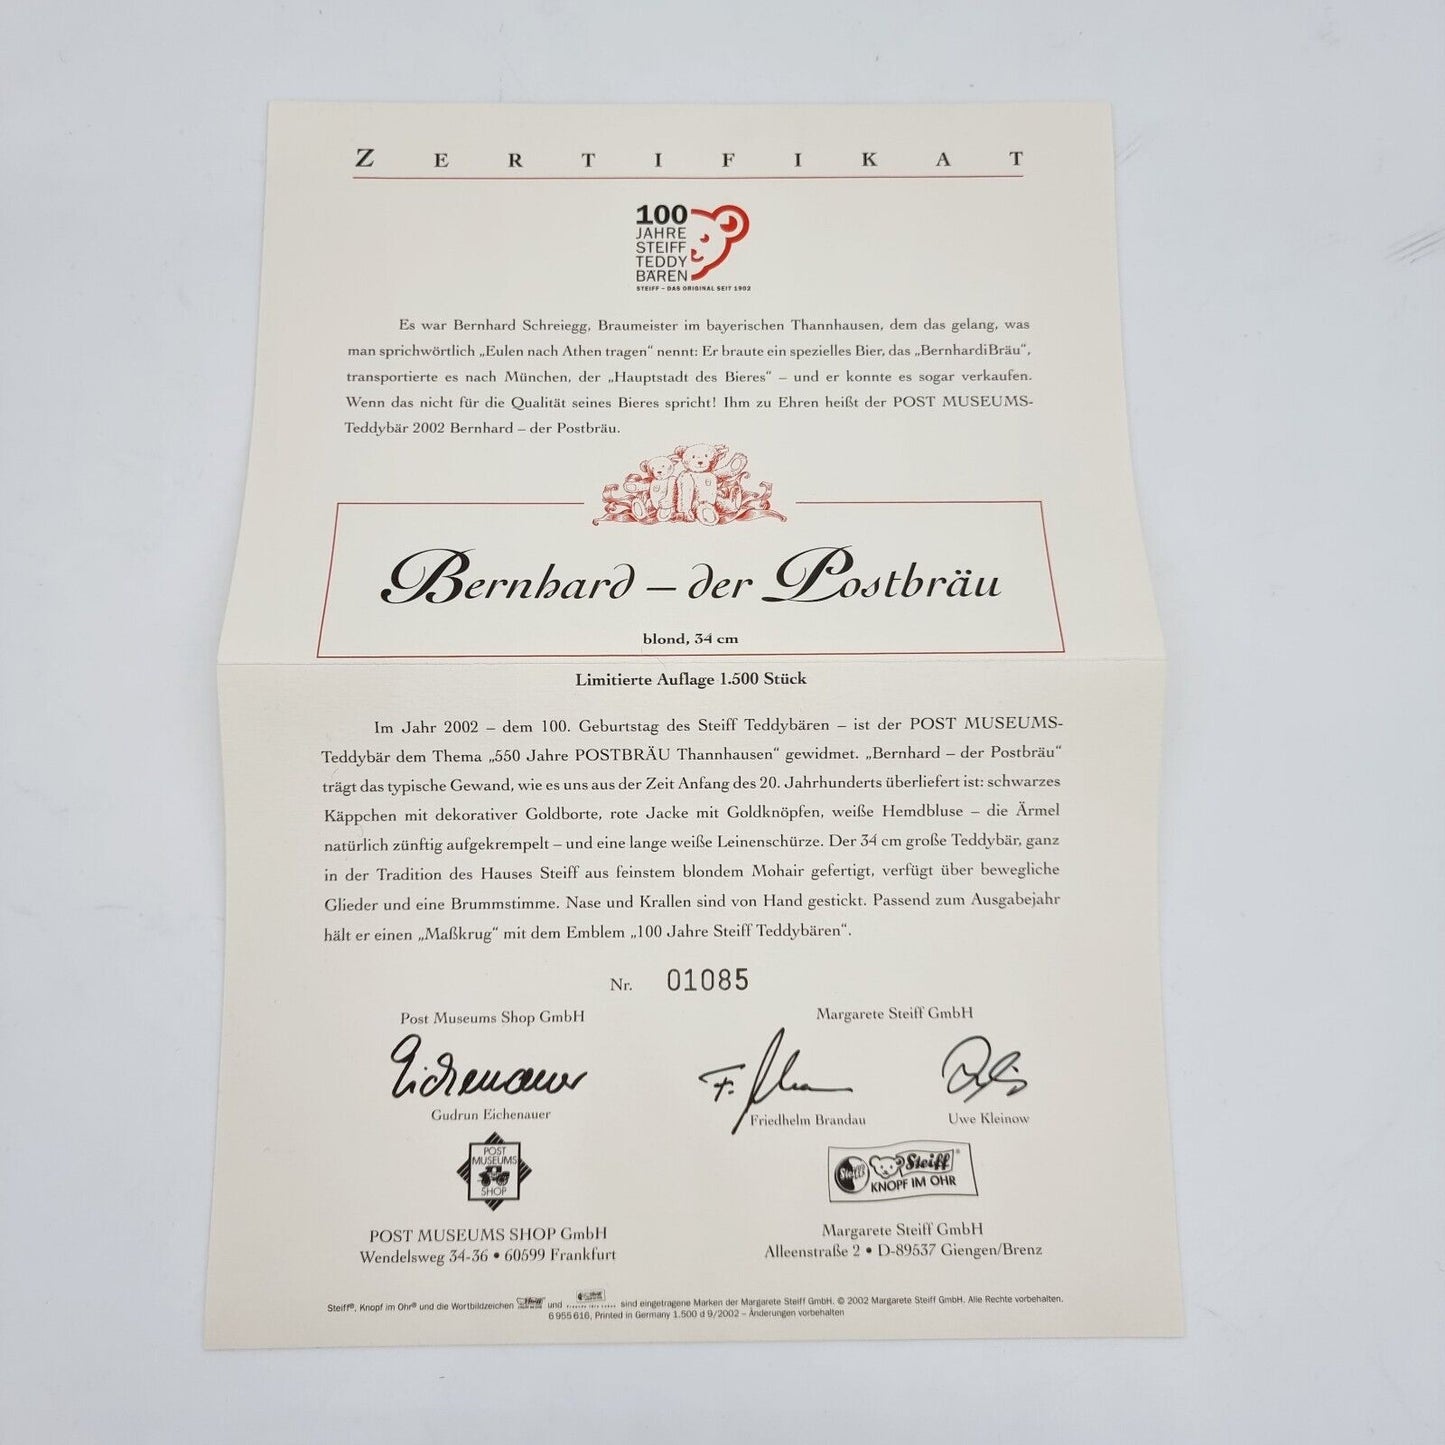 ZERTIFIKAT
100
JAHRE
STEIFF
TEDDY
BÄREN
STEIFF – DAS ORIGINAL SEIT 1902
Es war Bernhard Schreiegg, Braumeister im bayerischen Thannhausen, dem das gelang, was
man sprichwörtlich „Eulen nach Athen tragen“ nennt: Er braute ein spezielles Bier, das „BernhardiBräu“,
transportierte es nach München, der „Hauptstadt des Bieres“ – und er konnte es sogar verkaufen.
Wenn das nicht für die Qualität seines Bieres spricht! Ihm zu Ehren heißt der POST MUSEUMS-
Teddybär 2002 Bernhard – der Postbräu.
Bernhard – der Postbräu
blond, 34 cm
Limitierte Auflage 1.500 Stück
Im Jahr 2002 – dem 100. Geburtstag des Steiff Teddybären – ist der POST MUSEUMS-
Teddybär dem Thema „550 Jahre POSTBRÄU Thannhausen“ gewidmet. „Bernhard – der Postbräu“
trägt das typische Gewand, wie es uns aus der Zeit Anfang des 20. Jahrhunderts überliefert ist: schwarzes
Käppchen mit dekorativer Goldborte, rote Jacke mit Goldknöpfen, weiße Hemdbluse – die Ärmel
natürlich zünftig aufgekrempelt – und eine lange weiße Leinenschürze. Der 34 cm große Teddybär, ganz
in der Tradition des Hauses Steiff aus feinstem blondem Mohair gefertigt, verfügt über bewegliche
Glieder und eine Brummstimme. Nase und Krallen sind von Hand gestickt. Passend zum Ausgabejahr
hält er einen „Maßkrug“ mit dem Emblem „100 Jahre Steiff Teddybären“.
Nr. 01085
Post Museums Shop GmbH
Margarete Steiff GmbH
Eichenauer
Gudrun Eichenauer
Friedhelm Brandau
Uwe Kleinow
POST
MUSEUMS
SHOP
Steiff
Steiff®
KNOPF IM OHR
POST MUSEUMS SHOP GmbH
Wendelsweg 34-36 • 60599 Frankfurt
Margarete Steiff GmbH
Alleenstraße 2 • D-89537 Giengen/Brenz
Steiff®, Knopf im Ohr® und die Wortbildzeichen und sind eingetragene Marken der Margarete Steiff GmbH. © 2002 Margarete Steiff GmbH. Alle Rechte vorbehalten.
6 955 616, Printed in Germany 1.500 d 9/2002 – Änderungen vorbehalten